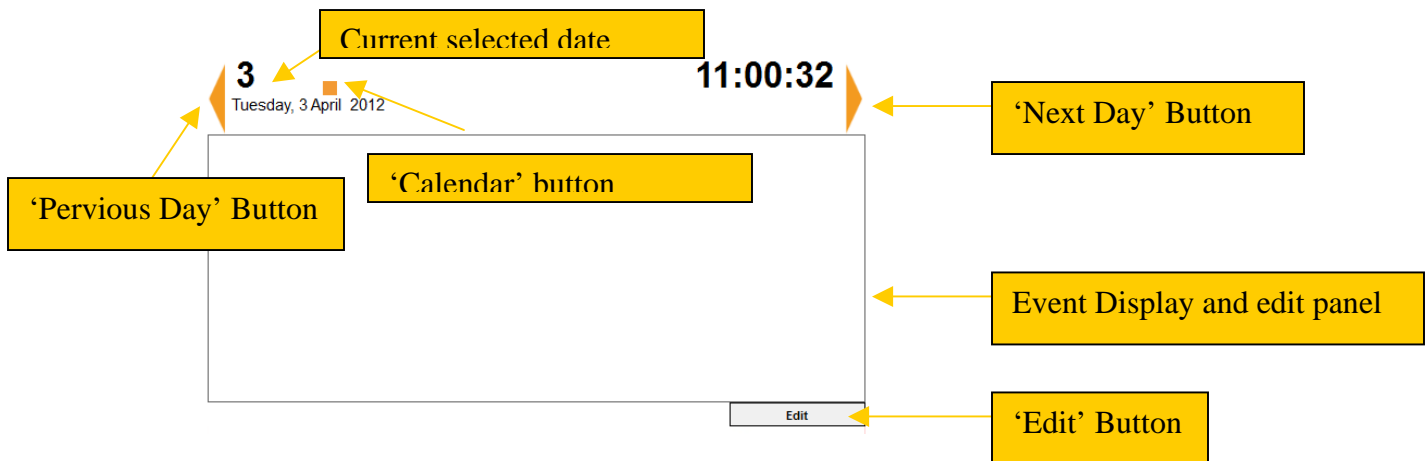 Current selected date
3
11:00:32
Tuesday, 3 April 2012
‘Next Day’ Button
‘Calendar’ button
‘Pervious Day’ Button
Event Display and edit panel
Edit
‘Edit’ Button